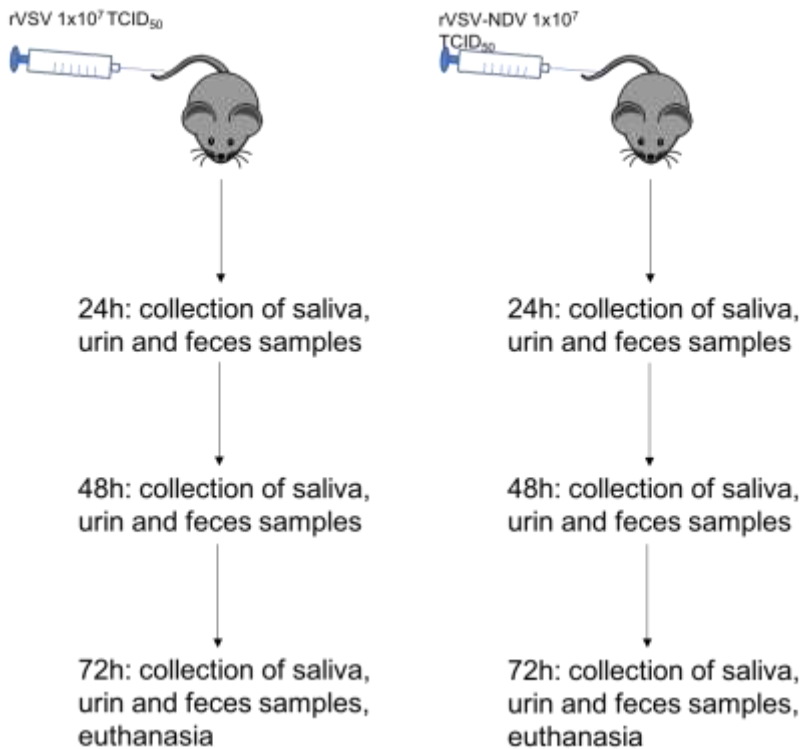 rVSV 1x10⁷ TCID₅₀
rVSV-NDV 1x10⁷
TCID₅₀
24h: collection of saliva,
urin and feces samples
24h: collection of saliva,
urin and feces samples
48h: collection of saliva,
urin and feces samples
48h: collection of saliva,
urin and feces samples
72h: collection of saliva,
urin and feces samples,
euthanasia
72h: collection of saliva,
urin and feces samples,
euthanasia